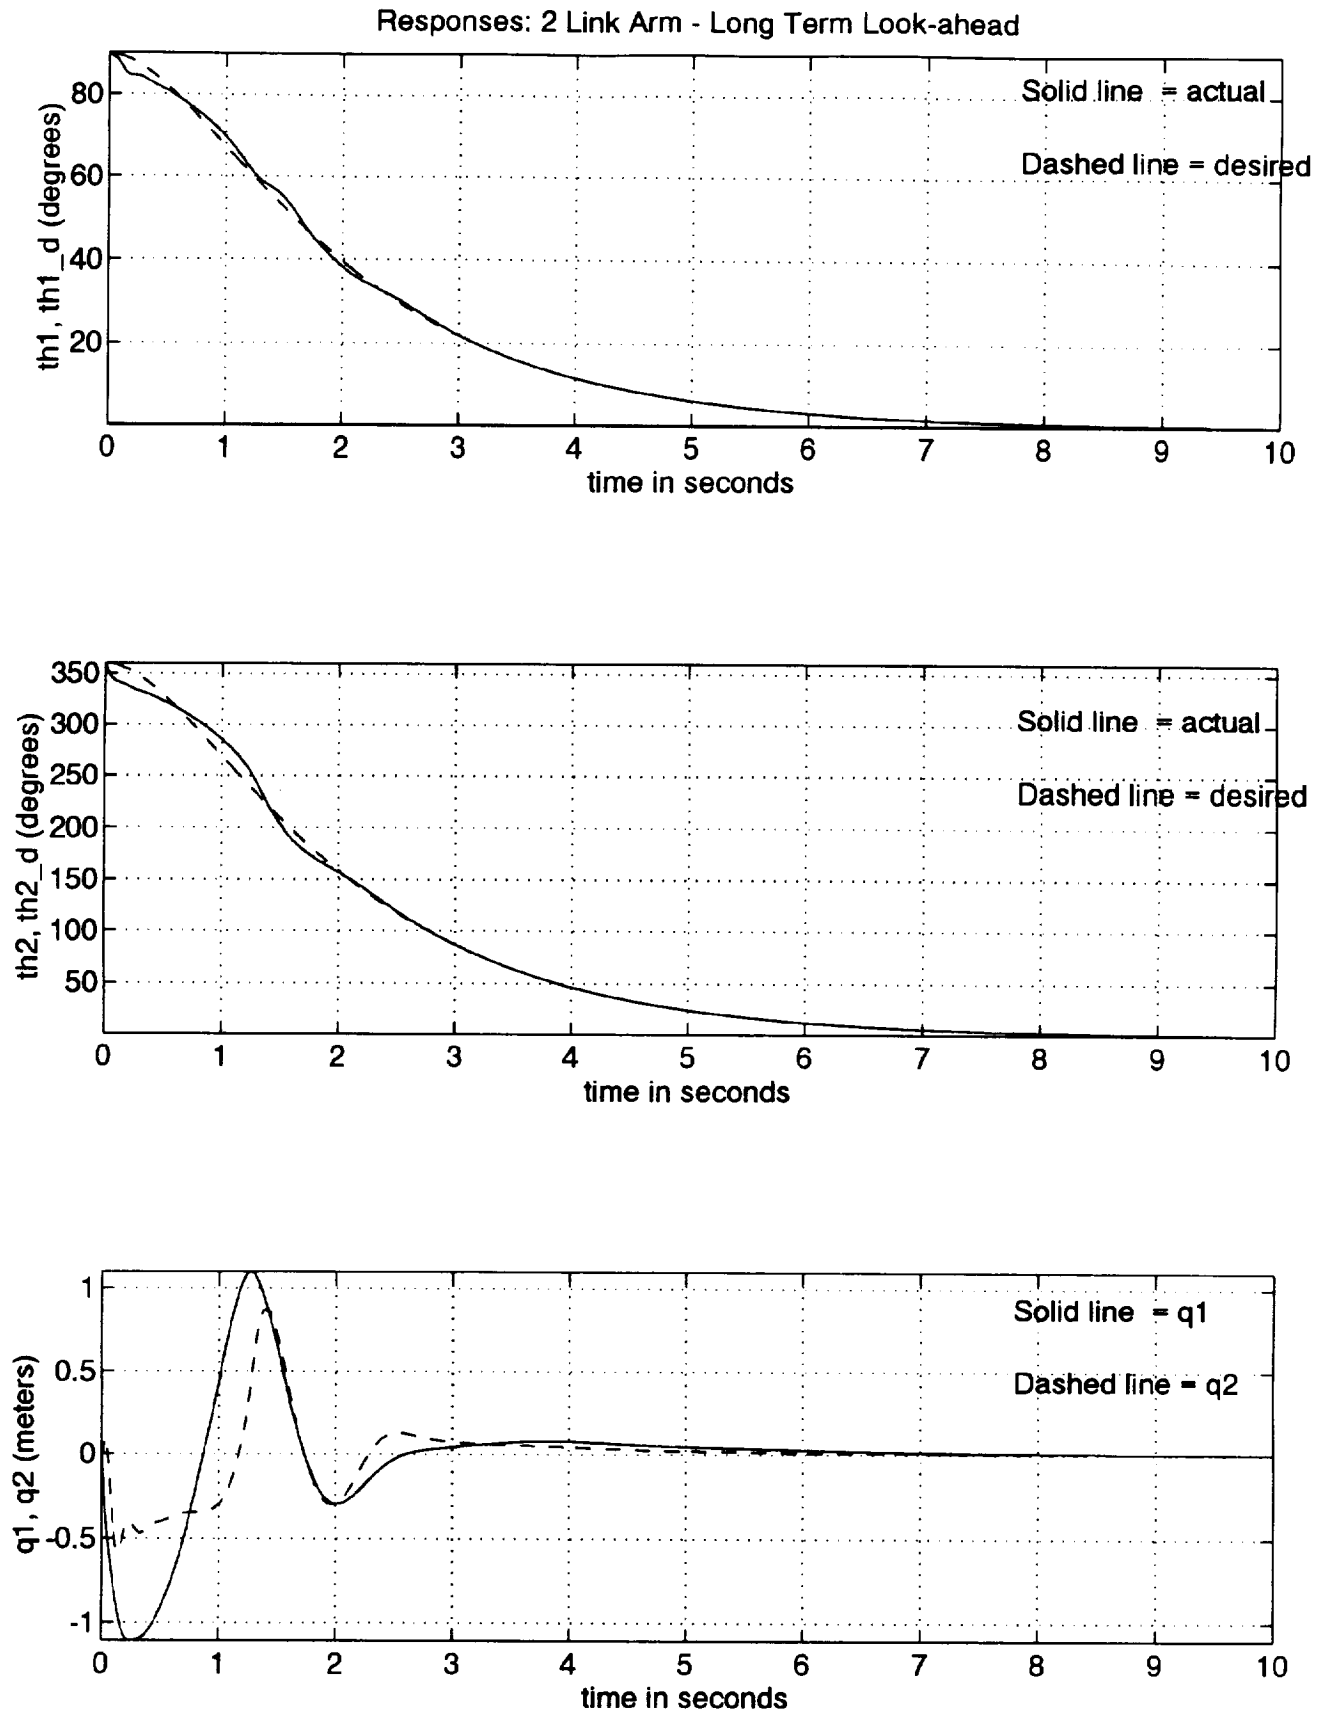 Responses: 2 Link Arm - Long Term Look-ahead
th1, th1_d (degrees)
80
60
40
20
Solid line = actual
Dashed line = desired
0 1 2 3 4 5 6 7 8 9 10
time in seconds
th2, th2_d (degrees)
350
300
250
200
150
100
50
Solid line = actual
Dashed line = desired
0 1 2 3 4 5 6 7 8 9 10
time in seconds
q1, q2 (meters)
1
0.5
0
-0.5
-1
Solid line = q1
Dashed line = q2
0 1 2 3 4 5 6 7 8 9 10
time in seconds